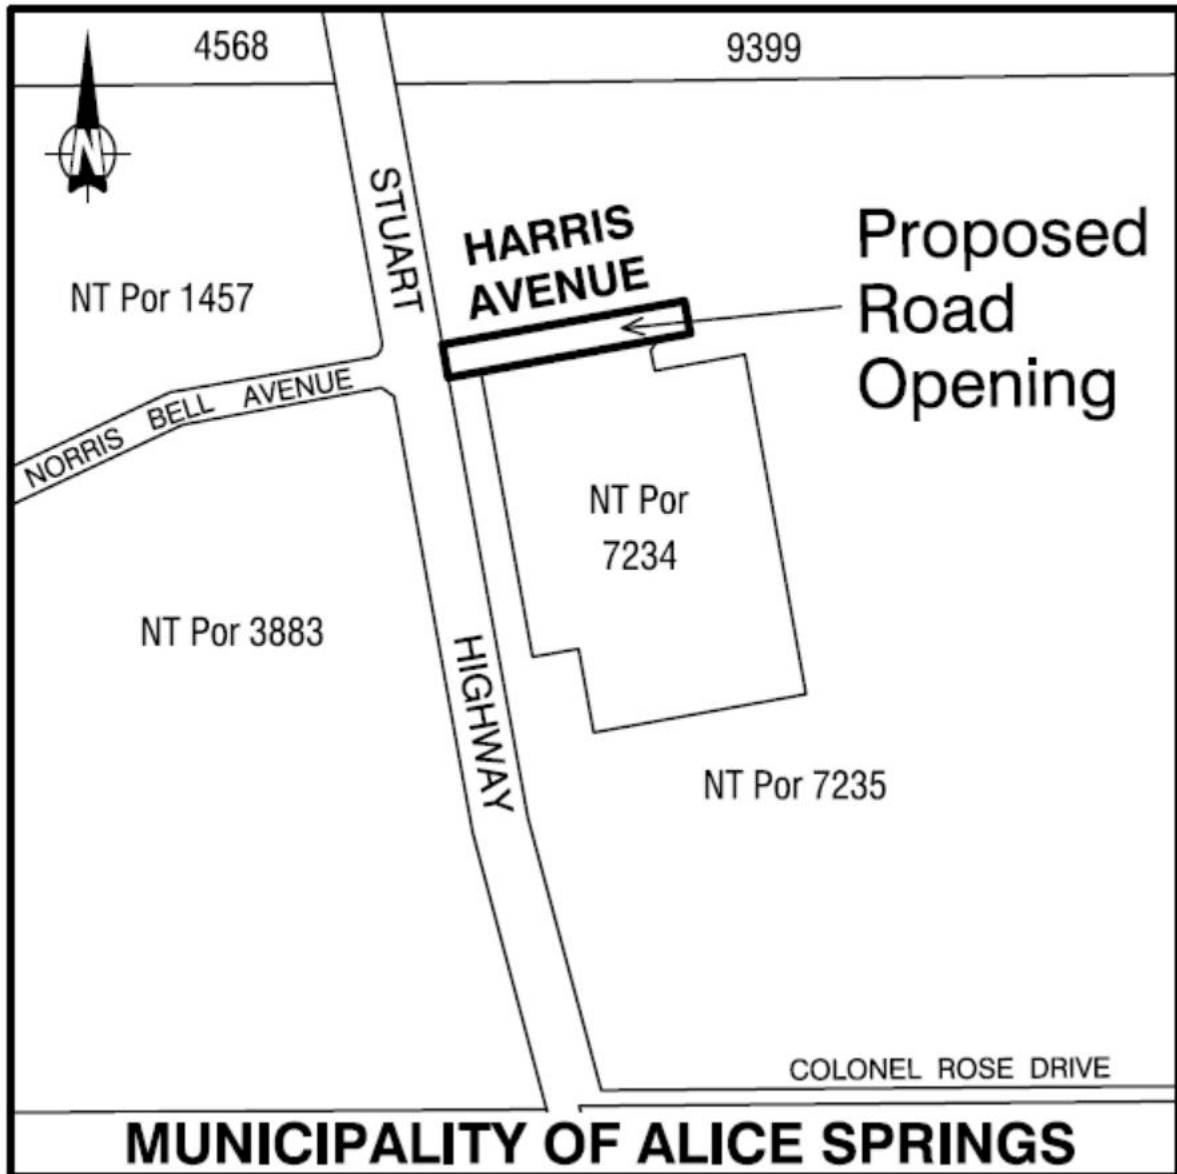 4568
9399
N
STUART
HARRIS
AVENUE
Proposed
Road
Opening
NT Por 1457
NORRIS BELL AVENUE
NT Por
7234
NT Por 3883
HIGHWAY
NT Por 7235
COLONEL ROSE DRIVE
MUNICIPALITY OF ALICE SPRINGS